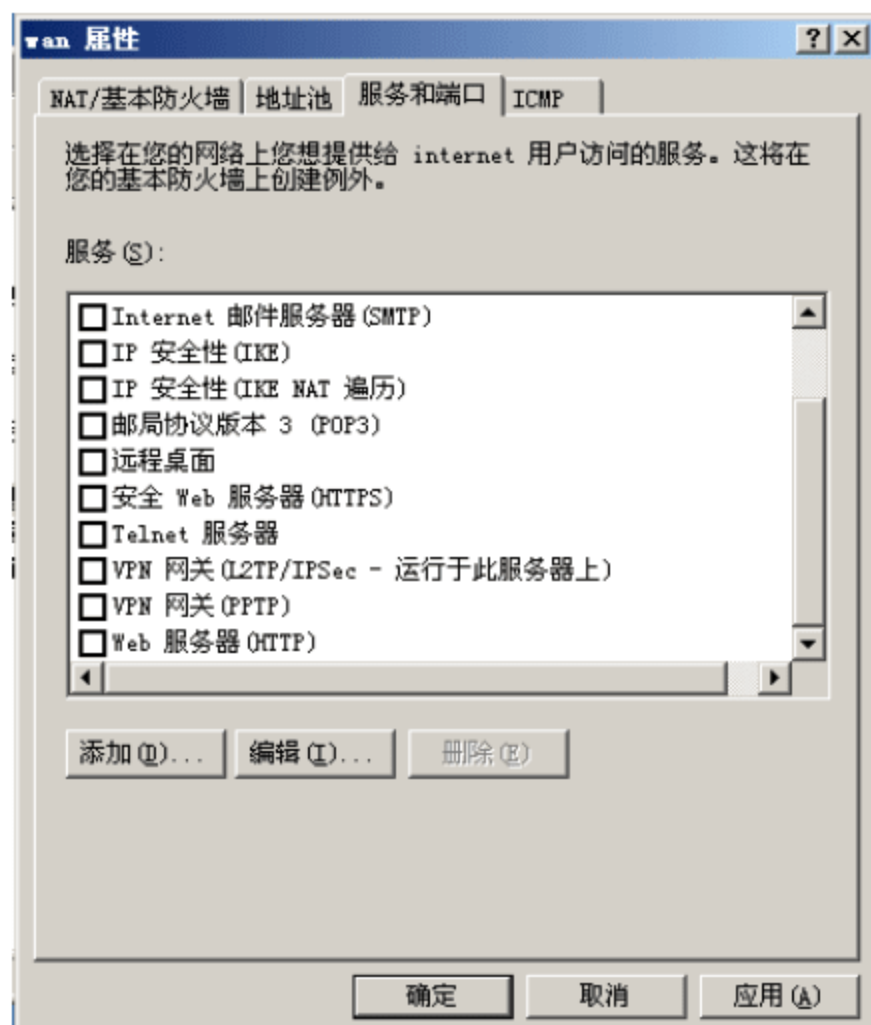 wan 属性
NAT/基本防火墙 地址池 服务和端口 ICMP
选择在您的网络上您想提供给 internet 用户访问的服务。这将在
您的基本防火墙上创建例外。
服务(S):
Internet 邮件服务器(SMTP)
IP 安全性(IKE)
IP 安全性(IKE NAT 遍历)
邮局协议版本 3 (POP3)
远程桌面
安全 Web 服务器(HTTPS)
Telnet 服务器
VPN 网关(L2TP/IPSec - 运行于此服务器上)
VPN 网关(PPTP)
Web 服务器(HTTP)
添加(D)... 编辑(I)... 删除(E)
确定 取消 应用(A)